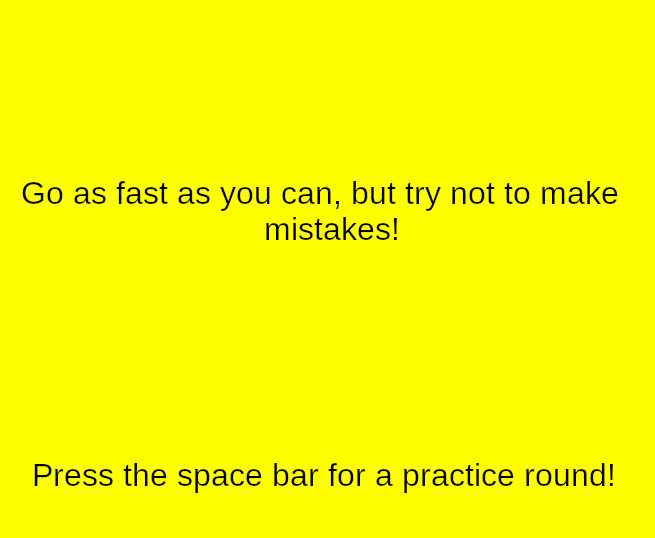 Go as fast as you can, but try not to make
mistakes!
Press the space bar for a practice round!